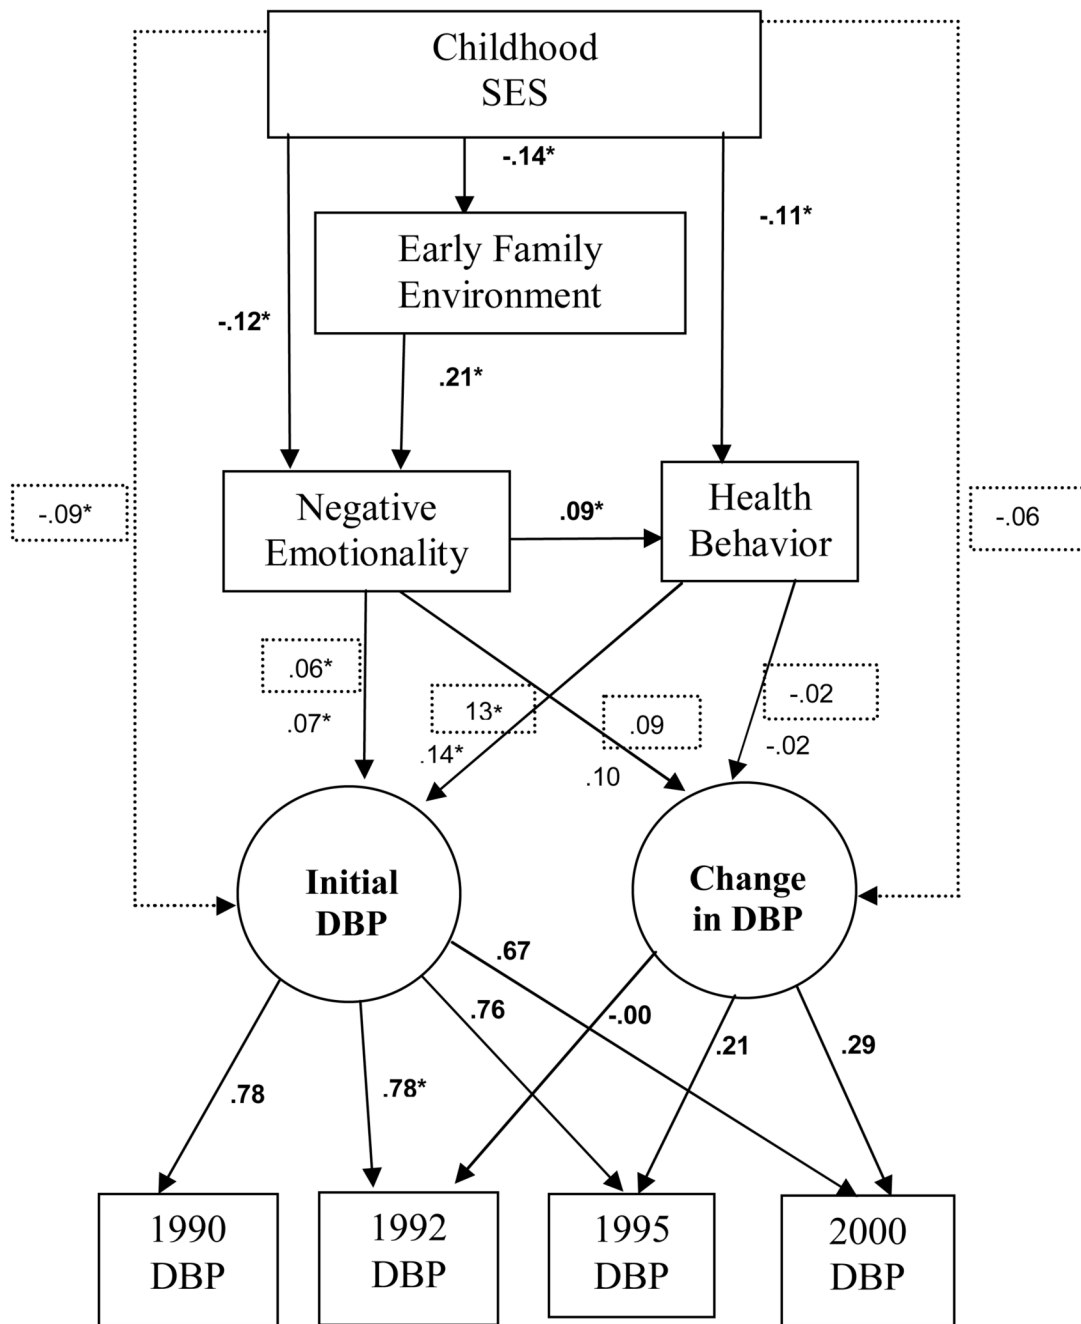 Childhood
SES
-.14*
-.11*
Early Family
Environment
-.12*
.21*
-.09*
Negative
Emotionality
.09*
Health
Behavior
-.06
.06*
.07*
13*
.14*
.09
.10
-.02
-.02
Initial
DBP
Change
in DBP
.67
.76
-.00
.21
.29
.78
.78*
1990
DBP
1992
DBP
1995
DBP
2000
DBP